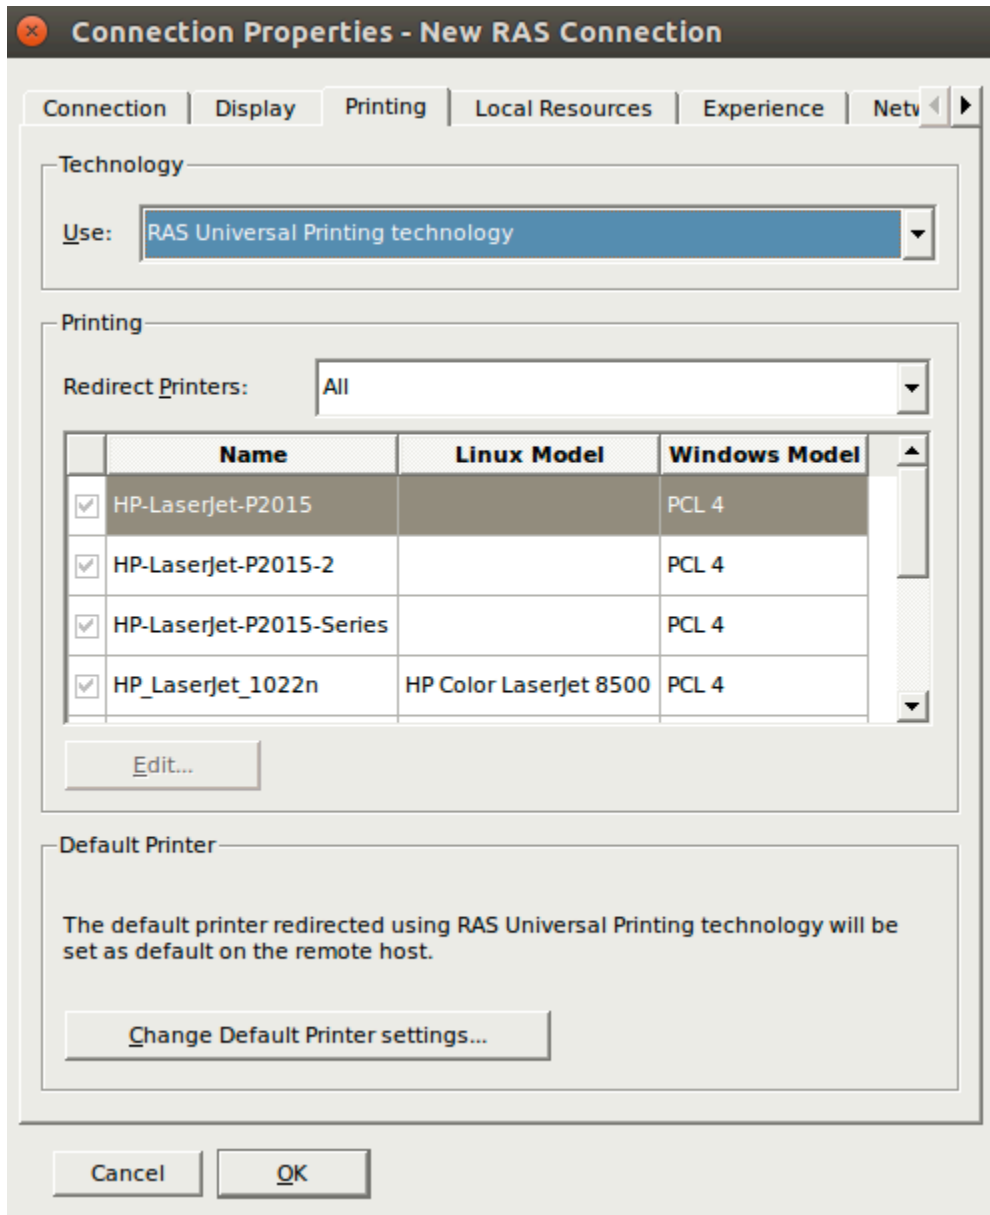 Connection Properties - New RAS Connection
Connection Display Printing Local Resources Experience Netv
Technology
Use: RAS Universal Printing technology
Printing
Redirect Printers: All
Name Linux Model Windows Model
HP-LaserJet-P2015 PCL 4
HP-LaserJet-P2015-2 PCL 4
HP-LaserJet-P2015-Series PCL 4
HP_LaserJet_1022n HP Color LaserJet 8500 PCL 4
Edit...
Default Printer
The default printer redirected using RAS Universal Printing technology will be
set as default on the remote host.
Change Default Printer settings...
Cancel OK